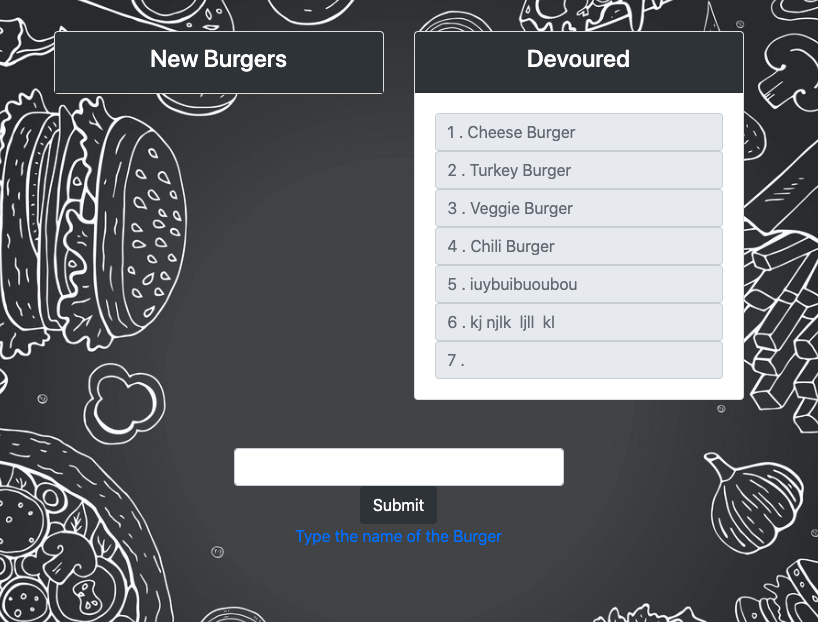 New Burgers
Devoured
1 . Cheese Burger
2 . Turkey Burger
3 . Veggie Burger
4 . Chili Burger
5 . iuybuibuoubou
6 . kj njlk  ljll  kl
7 .
Submit
Type the name of the Burger